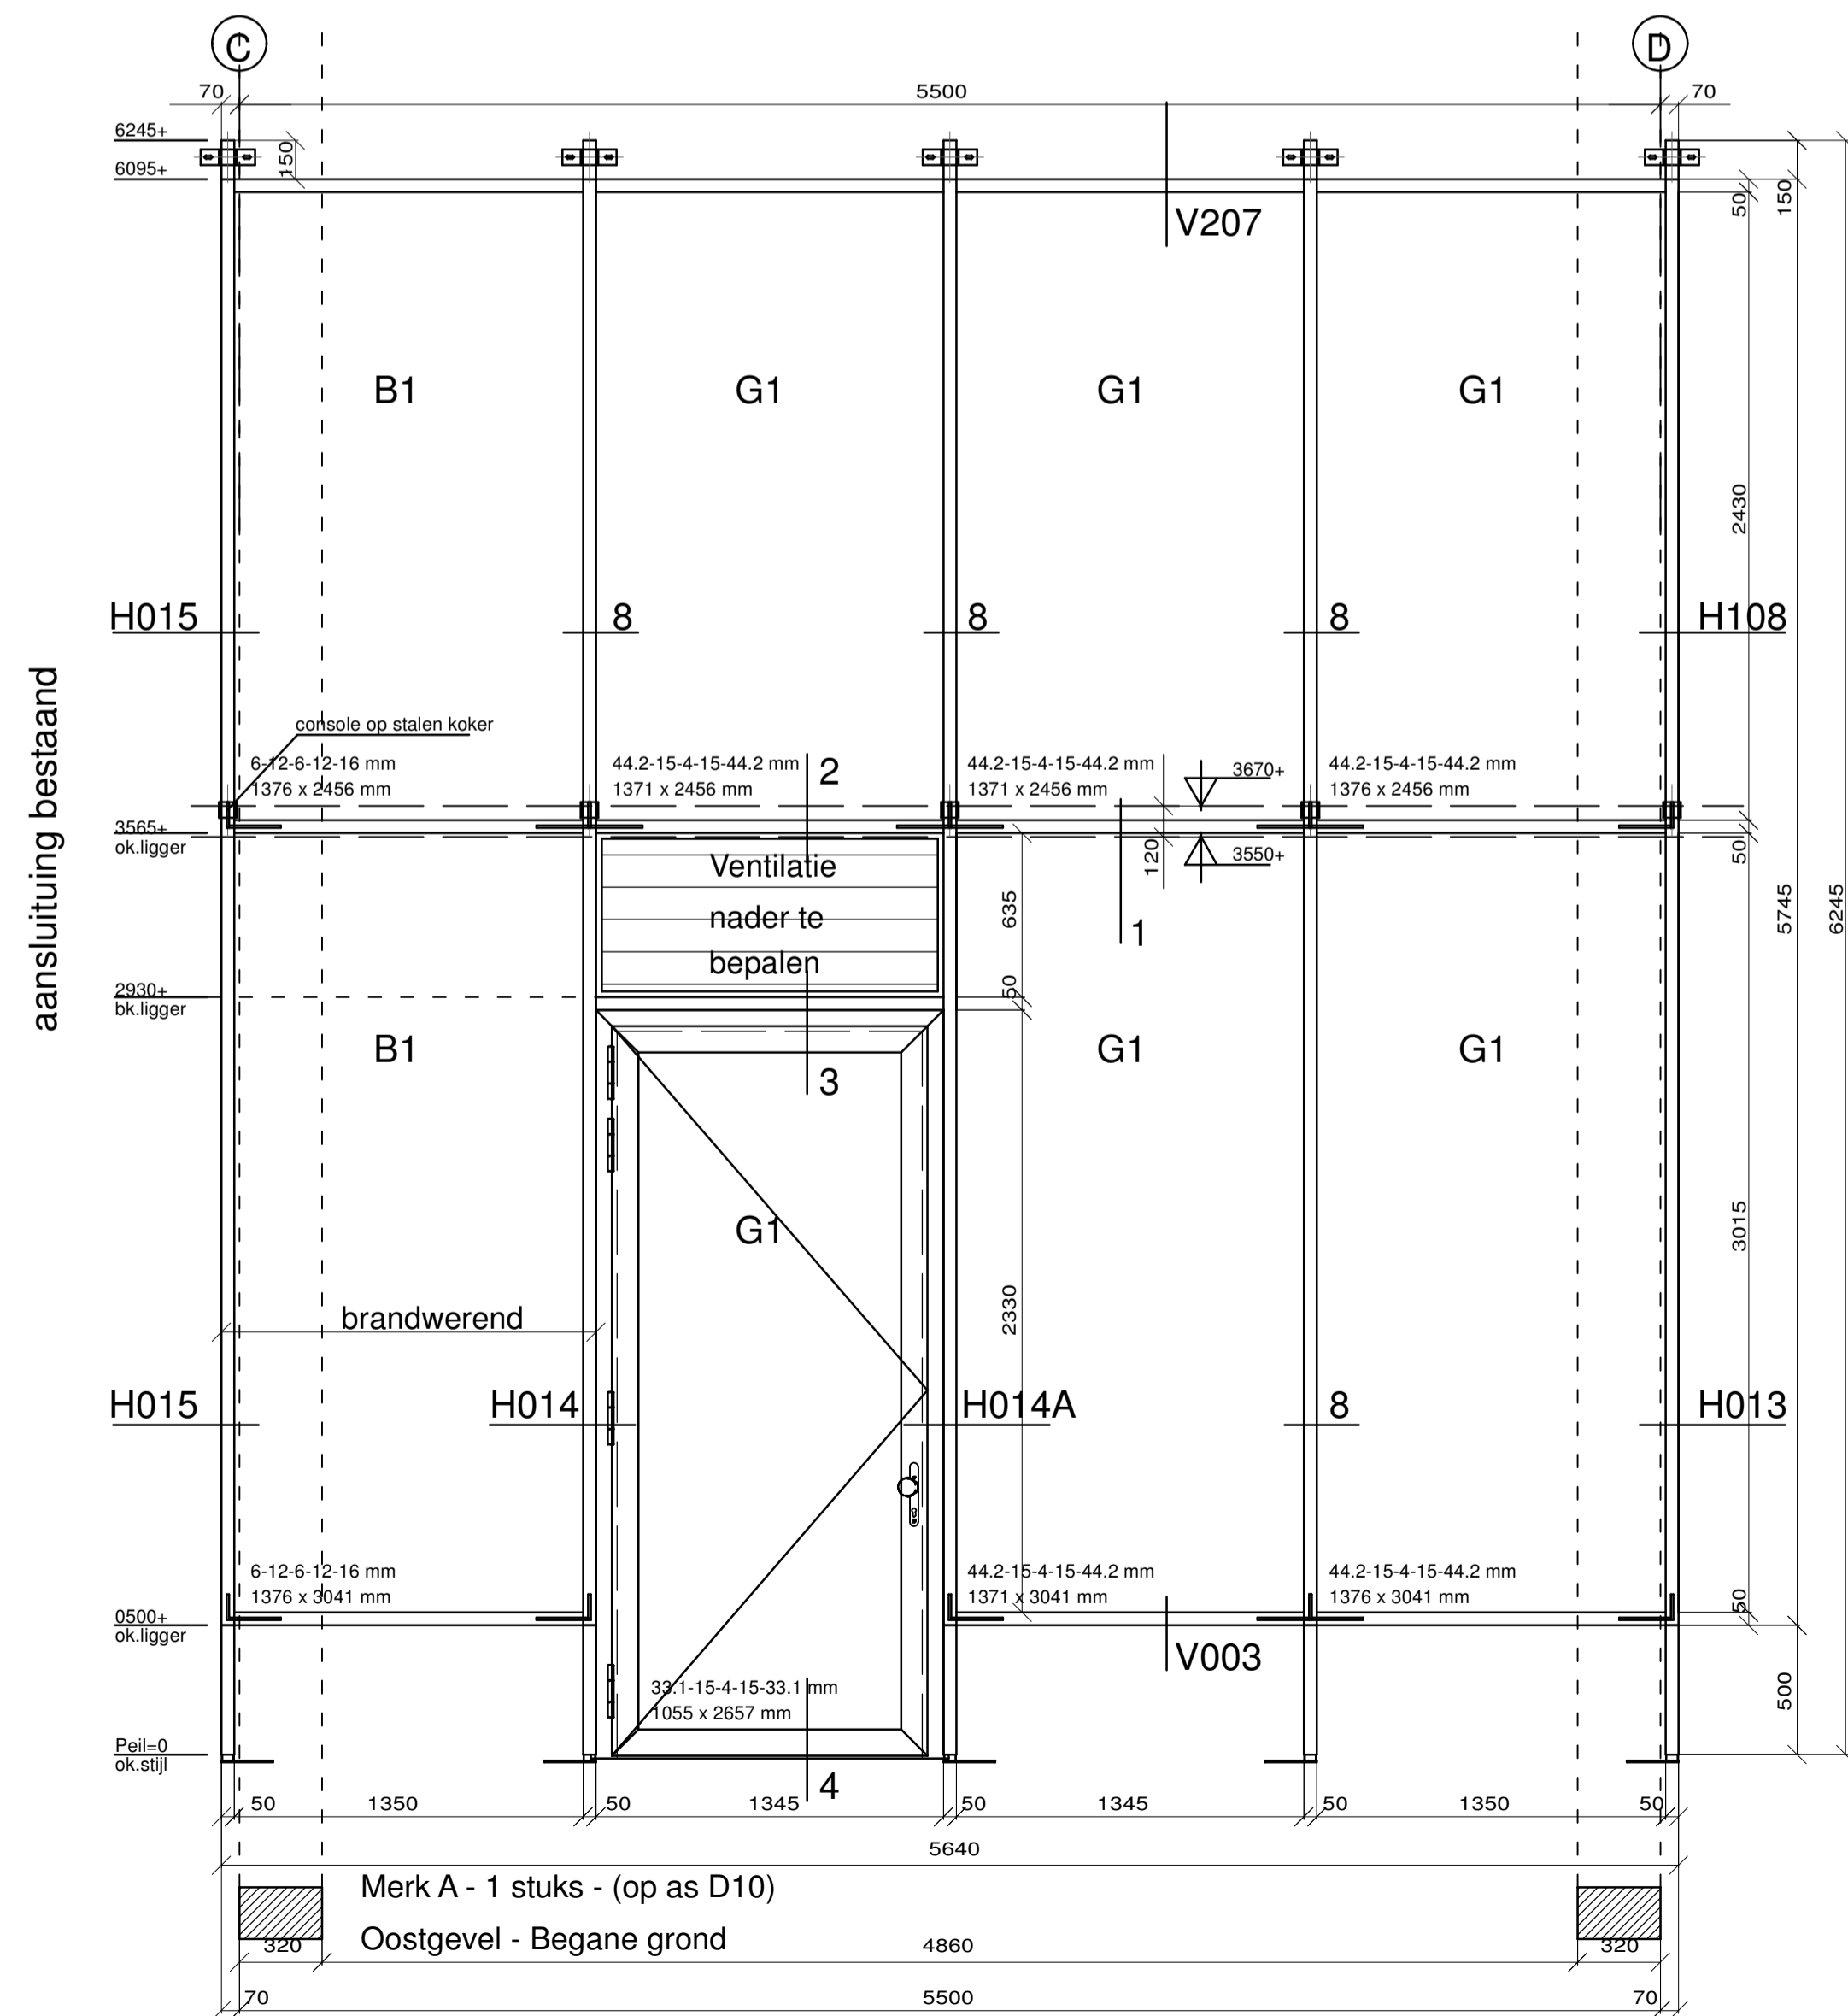 C
D
70
5500
70
6245+
150
6095+
50
150
V207
B1
G1
G1
G1
2430
H015
8
8
8
H108
aansluituing bestaand
console op stalen koker
6-12-6-12-16 mm
1376 x 2456 mm
44.2-15-4-15-44.2 mm
1371 x 2456 mm
2
44.2-15-4-15-44.2 mm
1371 x 2456 mm
3670+
44.2-15-4-15-44.2 mm
1376 x 2456 mm
3565+
ok.ligger
Ventilatie
nader te
bepalen
120
3550+
50
635
1
5745
6245
2930+
bk.ligger
50
B1
3
G1
G1
G1
3015
brandwerend
2330
H015
H014
H014A
8
H013
6-12-6-12-16 mm
1376 x 3041 mm
44.2-15-4-15-44.2 mm
1371 x 3041 mm
44.2-15-4-15-44.2 mm
1376 x 3041 mm
50
0500+
ok.ligger
V003
33.1-15-4-15-33.1 mm
1055 x 2657 mm
500
Peil=0
ok.stijl
4
50
1350
50
1345
50
1345
50
1350
50
5640
Merk A - 1 stuks - (op as D10)
Oostgevel - Begane grond
320
4860
320
70
5500
70